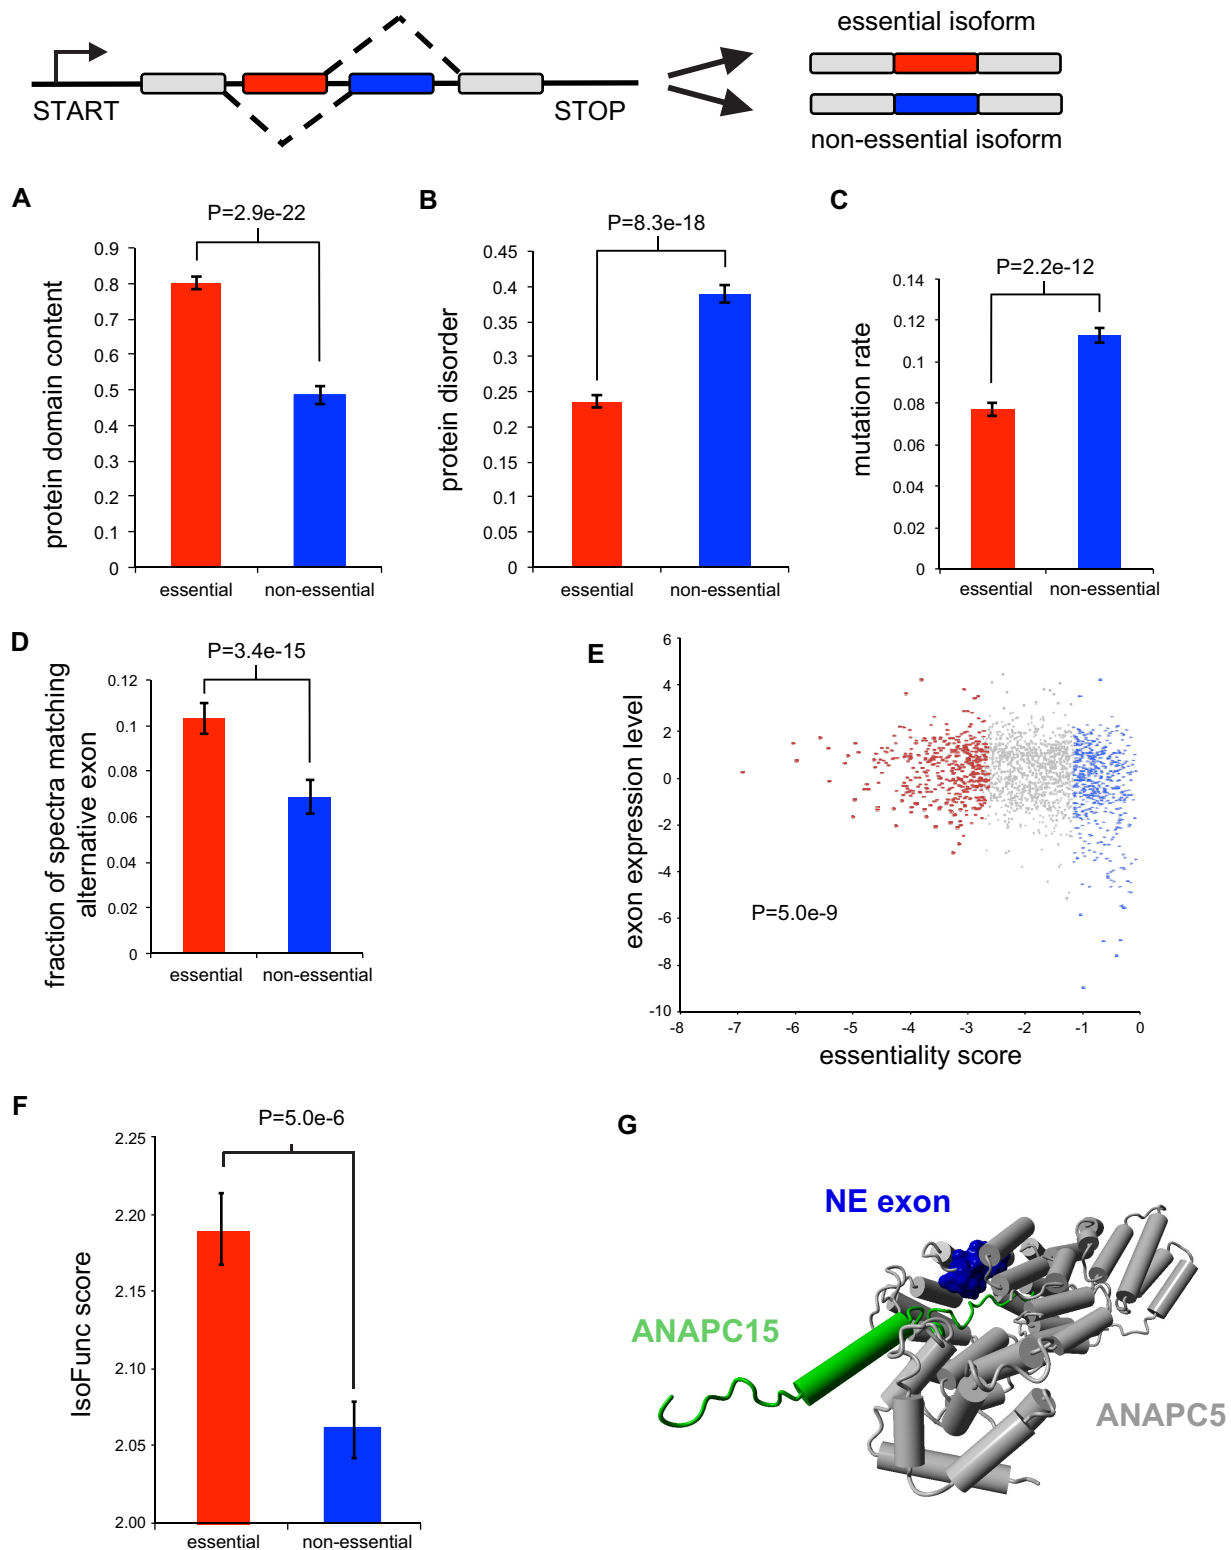 essential isoform
START
STOP
non-essential isoform
A
P=2.9e-22
protein domain content
0.9
0.8
0.7
0.6
0.5
0.4
0.3
0.2
0.1
0
essential
non-essential
B
P=8.3e-18
protein disorder
0.45
0.4
0.35
0.3
0.25
0.2
0.15
0.1
0.05
0
essential
non-essential
C
P=2.2e-12
mutation rate
0.14
0.12
0.1
0.08
0.06
0.04
0.02
0
essential
non-essential
D
P=3.4e-15
fraction of spectra matching
alternative exon
0.12
0.1
0.08
0.06
0.04
0.02
0
essential
non-essential
E
exon expression level
6
4
2
0
-2
-4
-6
-8
-10
P=5.0e-9
-8
-7
-6
-5
-4
-3
-2
-1
0
essentiality score
F
P=5.0e-6
IsoFunc score
2.25
2.20
2.15
2.10
2.05
2.00
essential
non-essential
G
NE exon
ANAPC15
ANAPC5